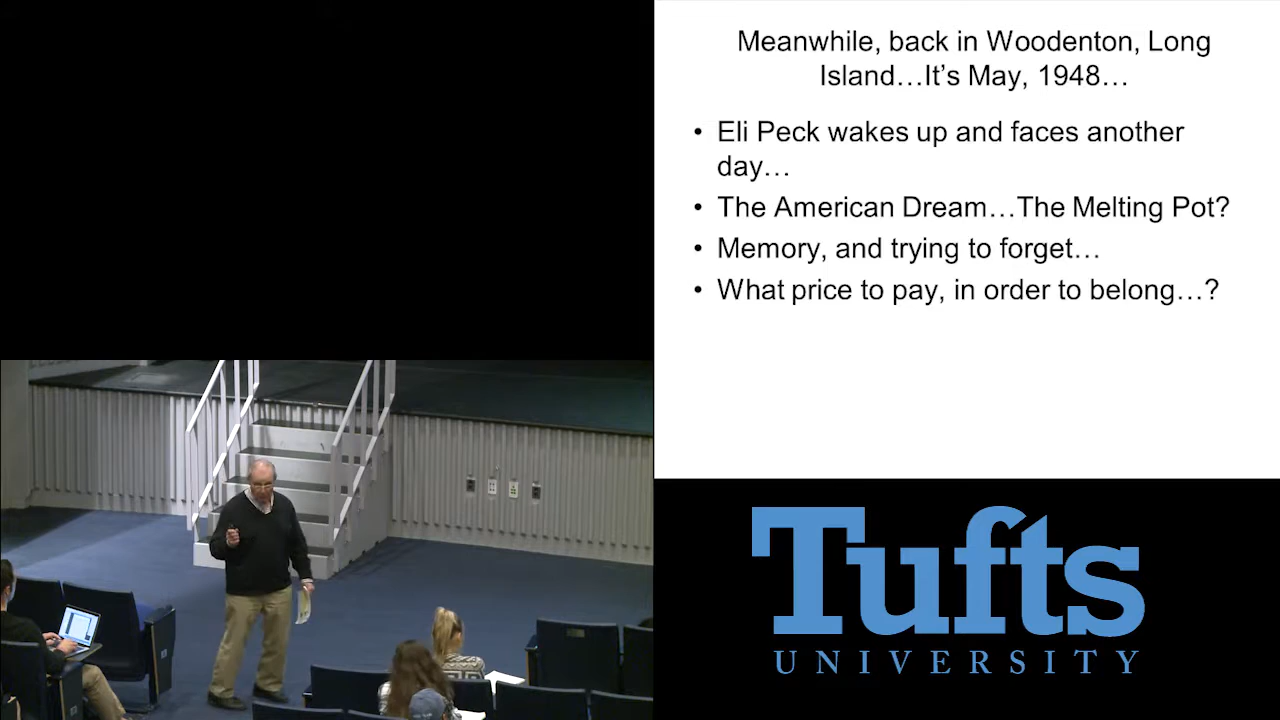 Meanwhile, back in Woodenton, Long
Island…It's May, 1948…
• Eli Peck wakes up and faces another
day…
• The American Dream…The Melting Pot?
• Memory, and trying to forget…
• What price to pay, in order to belong…?
Tufts
UNIVERSITY